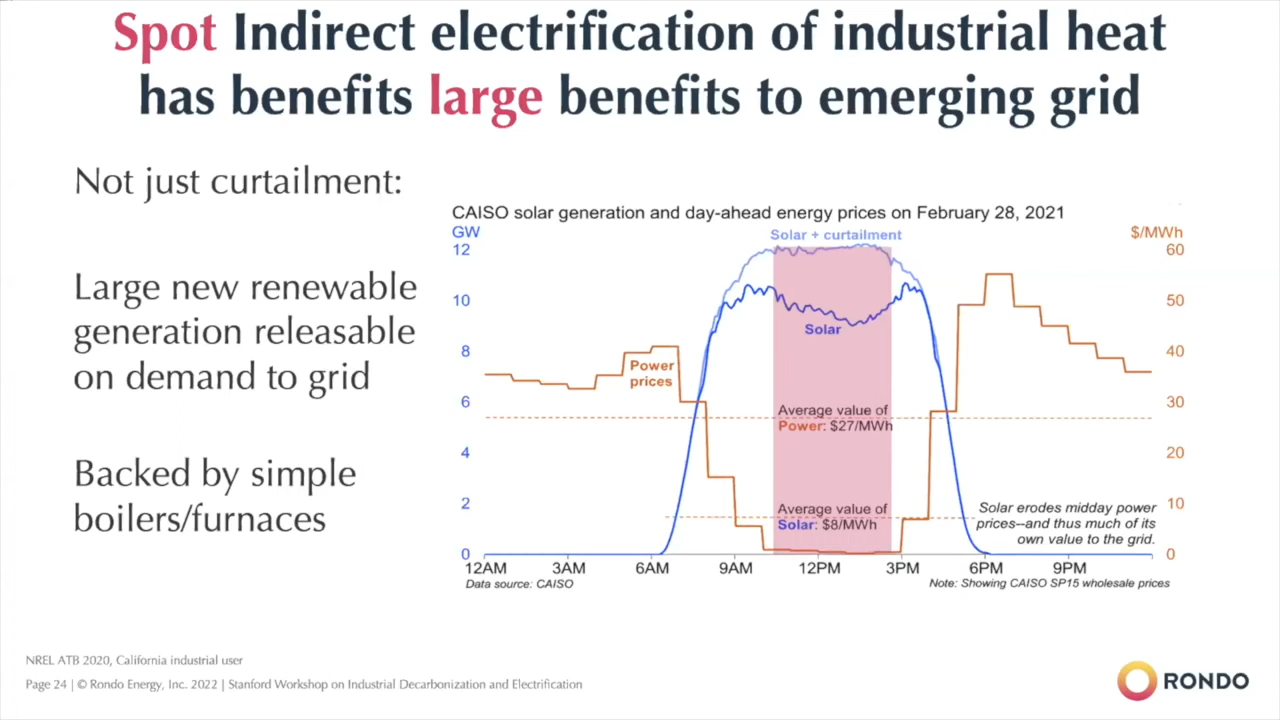 Spot Indirect electrification of industrial heat
has benefits large benefits to emerging grid
Not just curtailment:
Large new renewable
generation releasable
on demand to grid
Backed by simple
boilers/furnaces
CAISO solar generation and day-ahead energy prices on February 28, 2021
GW
$/MWh
Solar + curtailment
12
10
8
6
4
2
0
60
50
40
30
20
10
0
Solar
Power
prices
Average value of
Power: $27/MWh
Average value of
Solar: $8/MWh
Solar erodes midday power
prices--and thus much of its
own value to the grid.
12AM 3AM 6AM 9AM 12PM 3PM 6PM 9PM
Data source: CAISO
Note: Showing CAISO SP15 wholesale prices
NREL ATB 2020, California industrial user
Page 24 | © Rondo Energy, Inc. 2022 | Stanford Workshop on Industrial Decarbonization and Electrification
RONDO